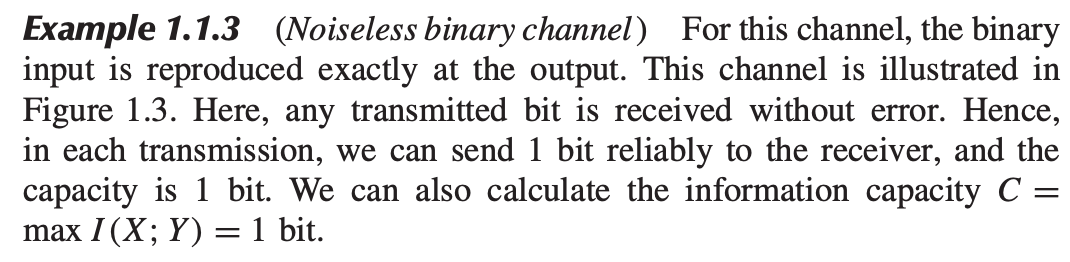 Example 1.1.3 (Noiseless binary channel) For this channel, the binary
input is reproduced exactly at the output. This channel is illustrated in
Figure 1.3. Here, any transmitted bit is received without error. Hence,
in each transmission, we can send 1 bit reliably to the receiver, and the
capacity is 1 bit. We can also calculate the information capacity C =
max I (X; Y) = 1 bit.